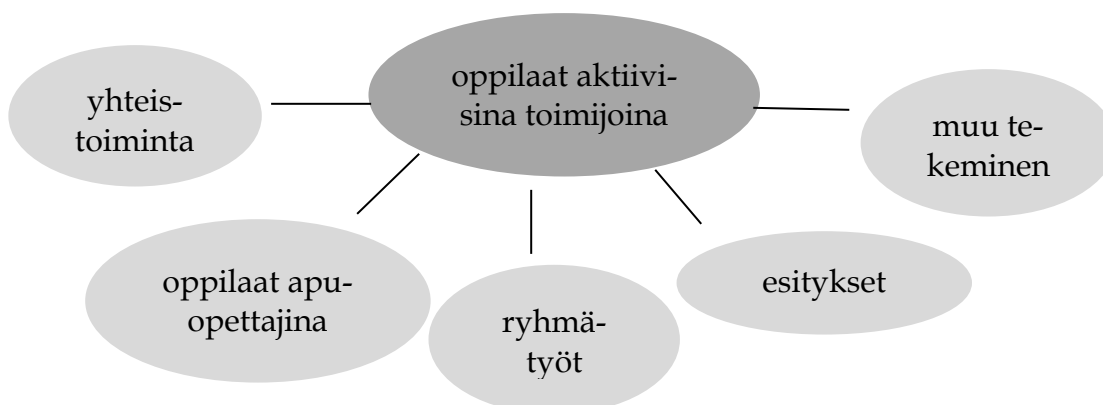 oppilaat aktiivi-
sina toimijoina
yhteis-
toiminta
oppilaat apu-
opettajina
ryhmä-
työt
esitykset
muu te-
keminen